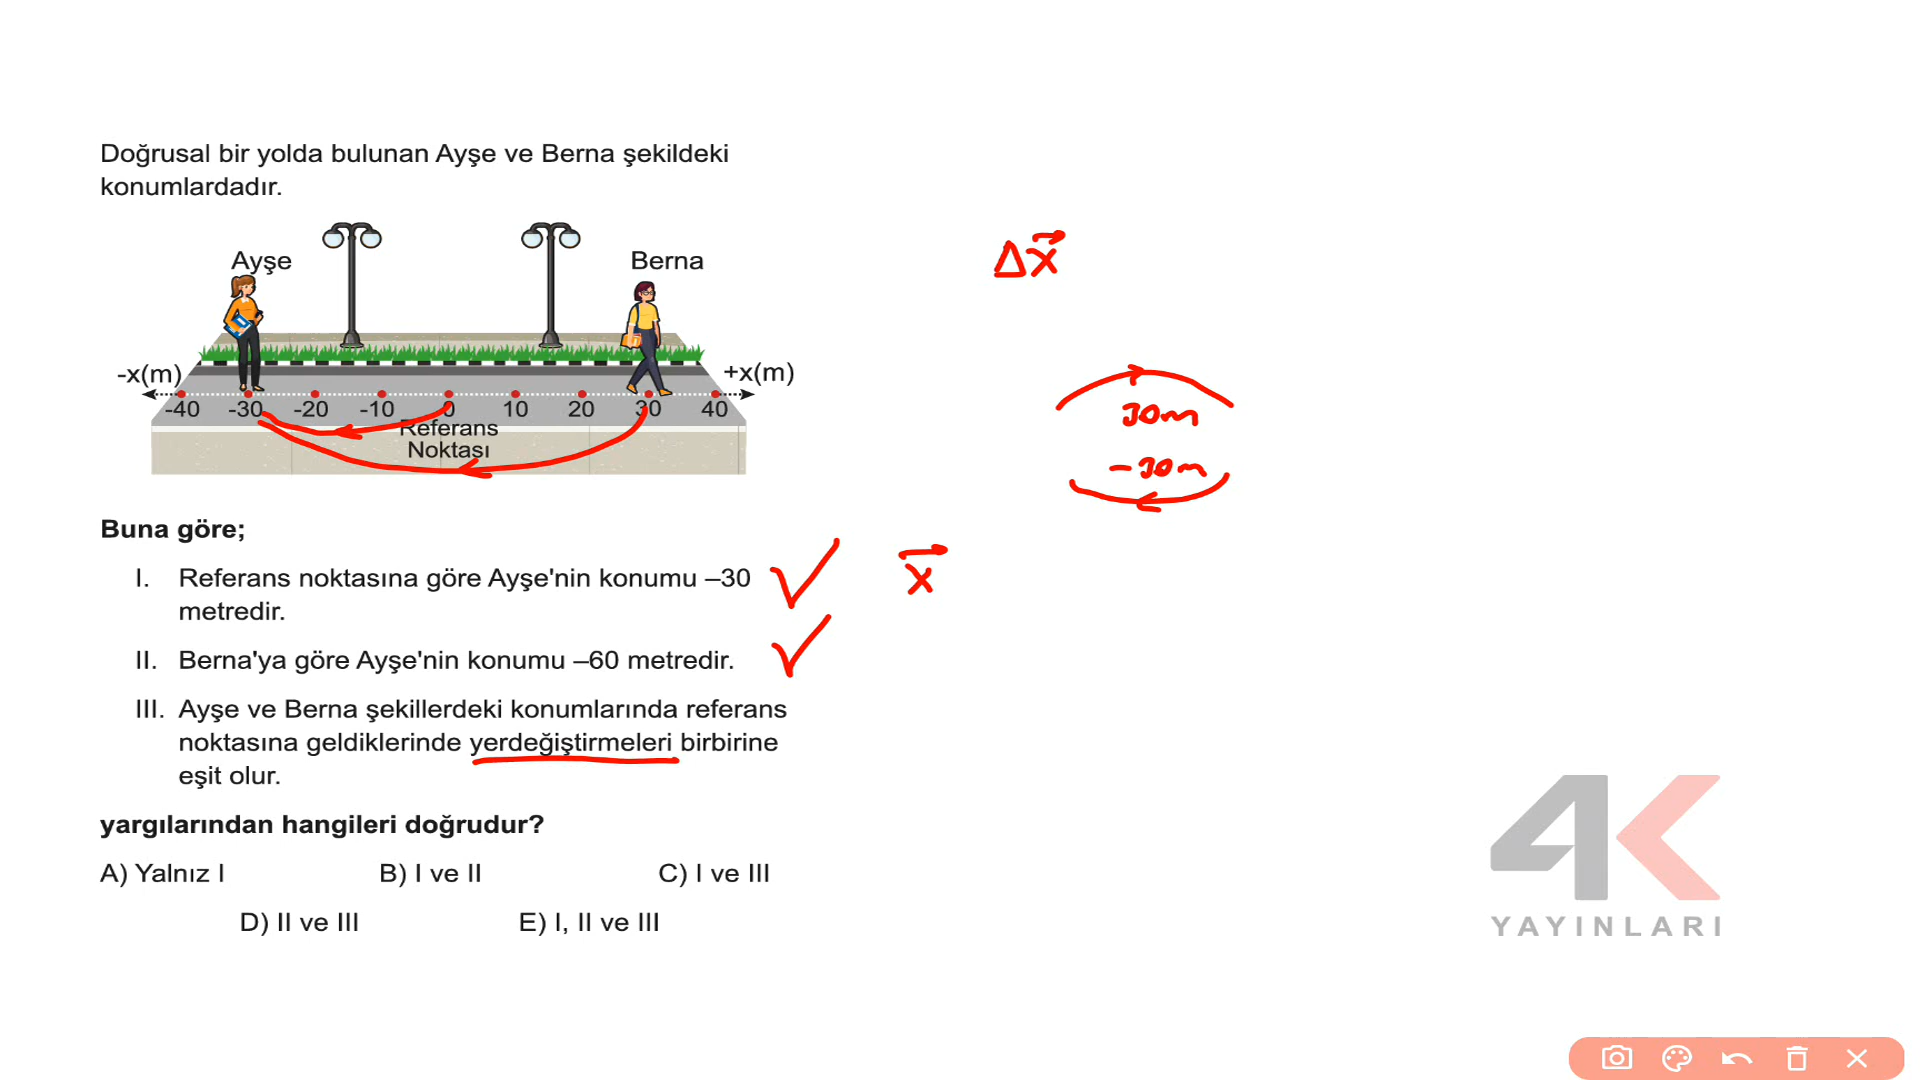 Doğrusal bir yolda bulunan Ayşe ve Berna şekildeki
konumlardadır.
Ayşe
Berna
-x(m)
+x(m)
-40 -30 -20 -10 0 10 20 30 40
Referans
Noktası
Δx
30m
-30m
Buna göre;
I. Referans noktasına göre Ayşe'nin konumu –30
metredir.
x
II. Berna'ya göre Ayşe'nin konumu –60 metredir.
III. Ayşe ve Berna şekillerdeki konumlarında referans
noktasına geldiklerinde yerdeğiştirmeleri birbirine
eşit olur.
yargılarından hangileri doğrudur?
A) Yalnız I B) I ve II C) I ve III
D) II ve III E) I, II ve III
4K
YAYINLARI